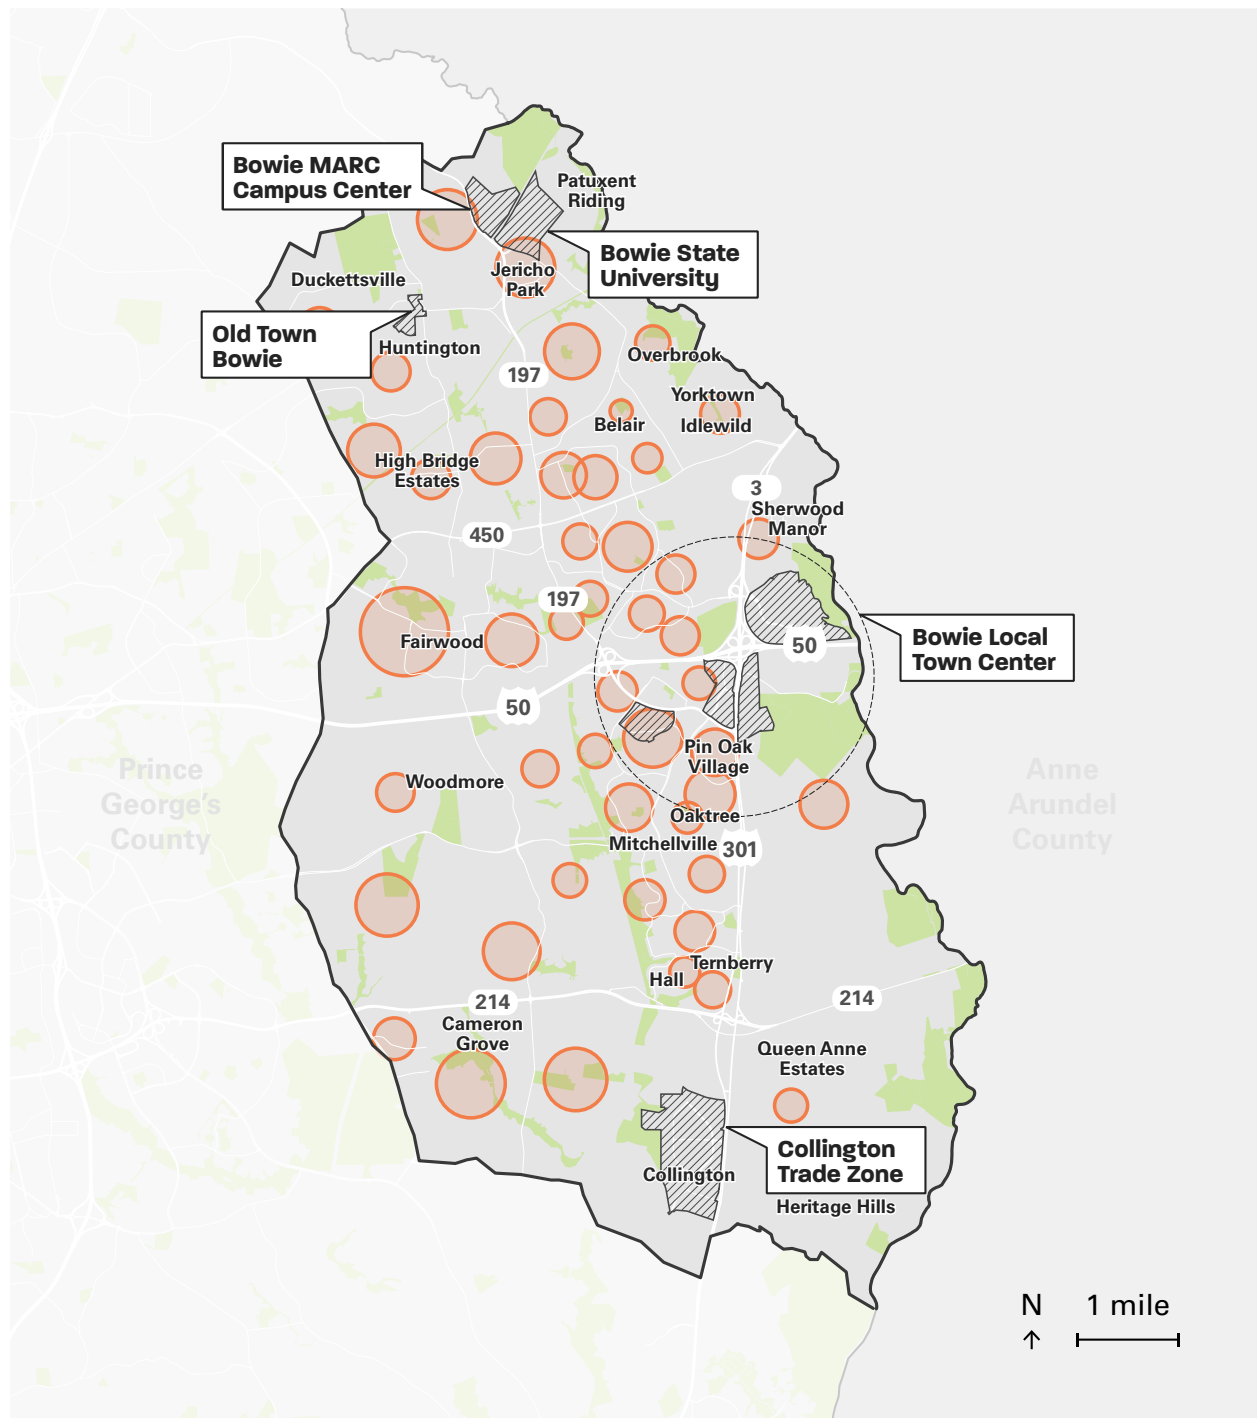 Bowie MARC
Campus Center
Patuxent
Riding
Bowie State
University
Jericho
Park
Duckettsville
Old Town
Bowie
Huntington
197
Overbrook
Yorktown
Belair
Idlewild
High Bridge
Estates
3
Sherwood
Manor
450
197
Fairwood
50
Bowie Local
Town Center
50
Pin Oak
Village
Prince
George's
County
Anne
Arundel
County
Woodmore
Oaktree
Mitchellville
301
Ternberry
Hall
214
214
Cameron
Grove
Queen Anne
Estates
Collington
Trade Zone
Collington
Heritage Hills
N
1 mile